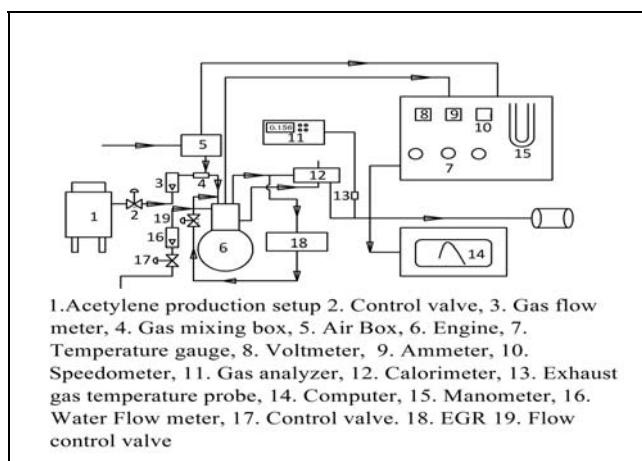 8 9 10
0.156
11
15
5
7
12
3 4
13
1 2 19
16 6 18
14
17
1.Acetylene production setup 2. Control valve, 3. Gas flow
meter, 4. Gas mixing box, 5. Air Box, 6. Engine, 7.
Temperature gauge, 8. Voltmeter, 9. Ammeter, 10.
Speedometer, 11. Gas analyzer, 12. Calorimeter, 13. Exhaust
gas temperature probe, 14. Computer, 15. Manometer, 16.
Water Flow meter, 17. Control valve. 18. EGR 19. Flow
control valve